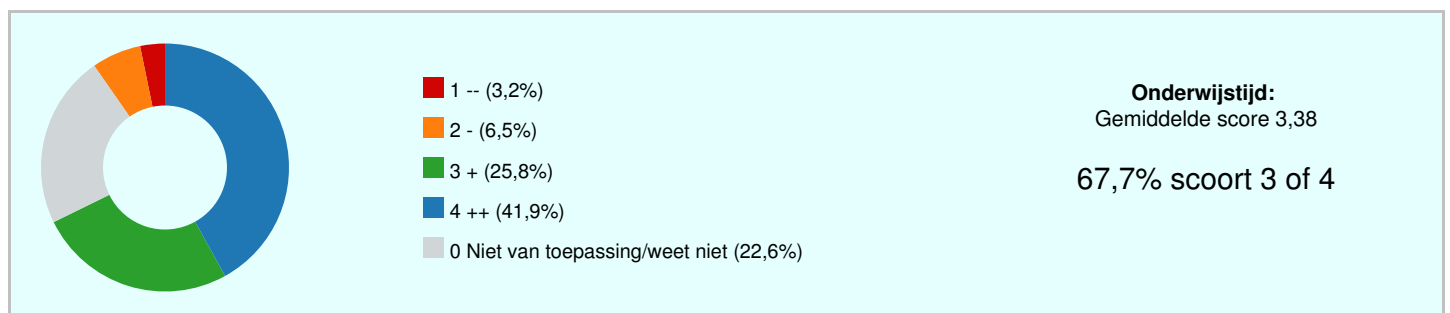 1 -- (3,2%)
2 - (6,5%)
3 + (25,8%)
4 ++ (41,9%)
0 Niet van toepassing/weet niet (22,6%)
Onderwijstijd:
Gemiddelde score 3,38
67,7% scoort 3 of 4